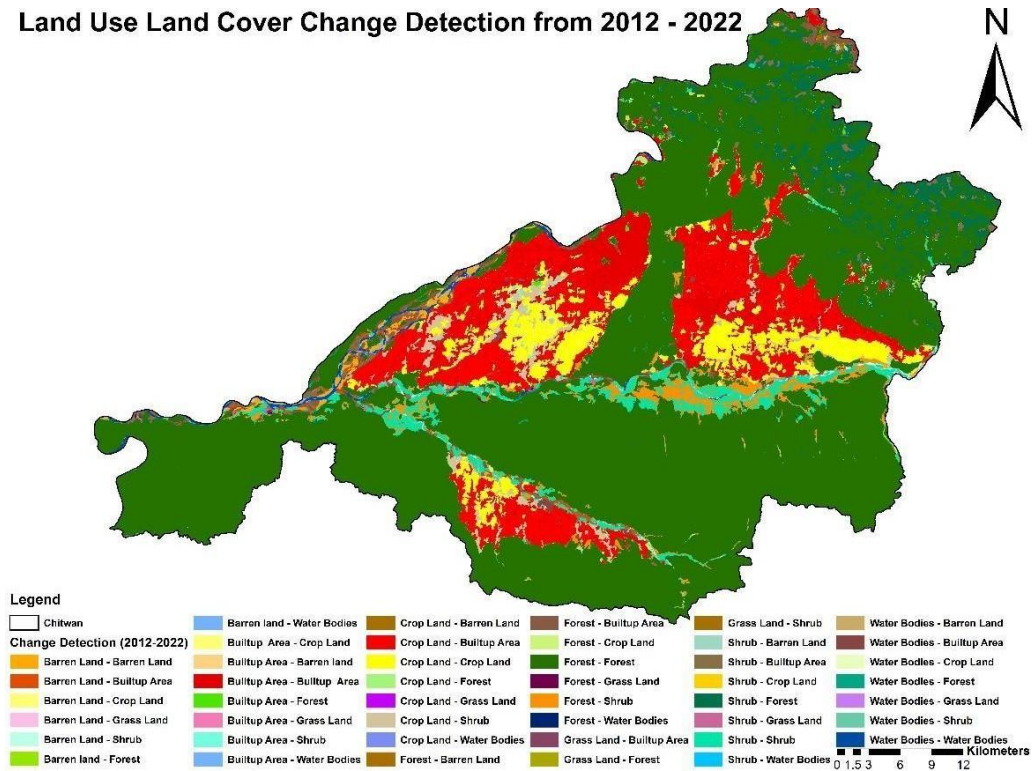 Land Use Land Cover Change Detection from 2012 - 2022
N
Legend
Chitwan
Change Detection (2012-2022)
Barren Land - Barren Land
Barren Land - Builtup Area
Barren Land - Crop Land
Barren Land - Grass Land
Barren Land - Shrub
Barren land - Forest
Barren land - Water Bodies
Builtup Area - Crop Land
Builtup Area - Barren land
Builtup Area - Builtup Area
Builtup Area - Forest
Builtup Area - Grass Land
Builtup Area - Shrub
Builtup Area - Water Bodies
Crop Land - Barren Land
Crop Land - Builtup Area
Crop Land - Crop Land
Crop Land - Forest
Crop Land - Grass Land
Crop Land - Shrub
Crop Land - Water Bodies
Forest - Barren Land
Forest - Builtup Area
Forest - Crop Land
Forest - Forest
Forest - Grass Land
Forest - Shrub
Forest - Water Bodies
Grass Land - Builtup Area
Grass Land - Forest
Grass Land - Shrub
Shrub - Barren Land
Shrub - Builtup Area
Shrub - Crop Land
Shrub - Forest
Shrub - Grass Land
Shrub - Shrub
Shrub - Water Bodies
Water Bodies - Barren Land
Water Bodies - Builtup Area
Water Bodies - Crop Land
Water Bodies - Forest
Water Bodies - Grass Land
Water Bodies - Shrub
Water Bodies - Water Bodies
Kilometers
0 1.5 3 6 9 12